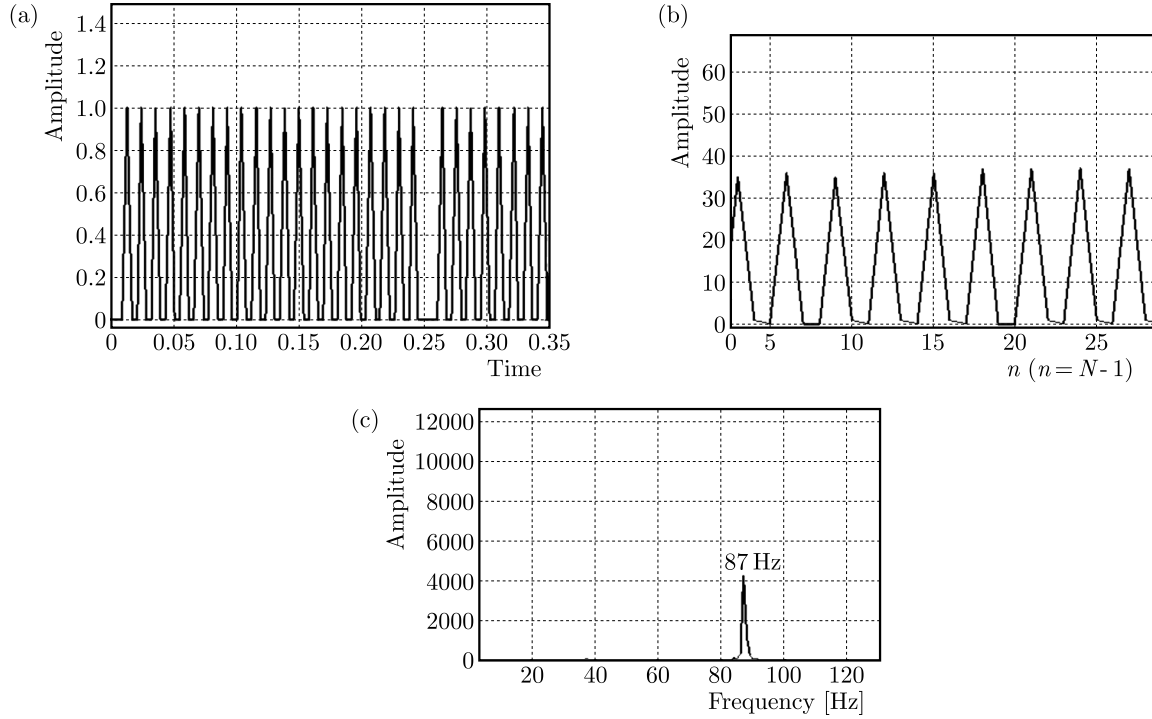 (a)
Amplitude
1.4
1.2
1.0
0.8
0.6
0.4
0.2
0
0 0.05 0.10 0.15 0.20 0.25 0.30 0.35
Time
(b)
Amplitude
60
50
40
30
20
10
0
0 5 10 15 20 25
n (n = N - 1)
(c)
Amplitude
12000
10000
8000
6000
4000
2000
0
87 Hz
20 40 60 80 100 120
Frequency [Hz]